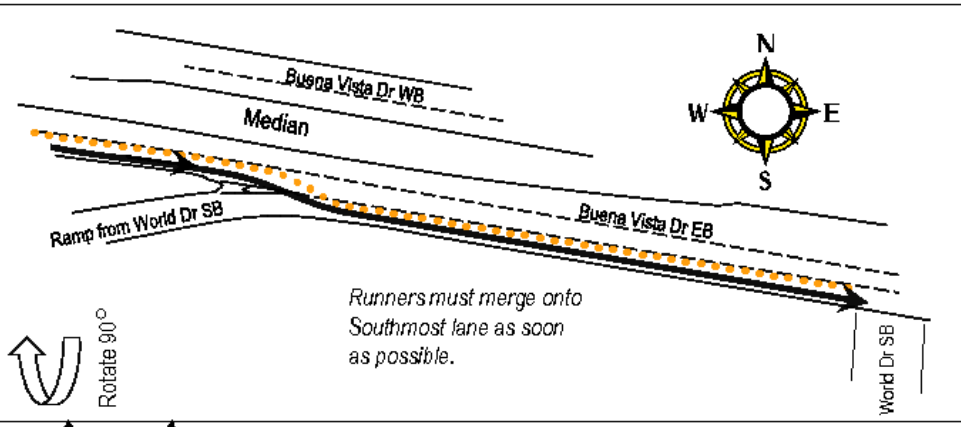 Buena Vista Dr WB
N
W
E
S
Median
Buena Vista Dr EB
Ramp from World Dr SB
Runners must merge onto
Southmost lane as soon
as possible.
Rotate 90°
World Dr SB